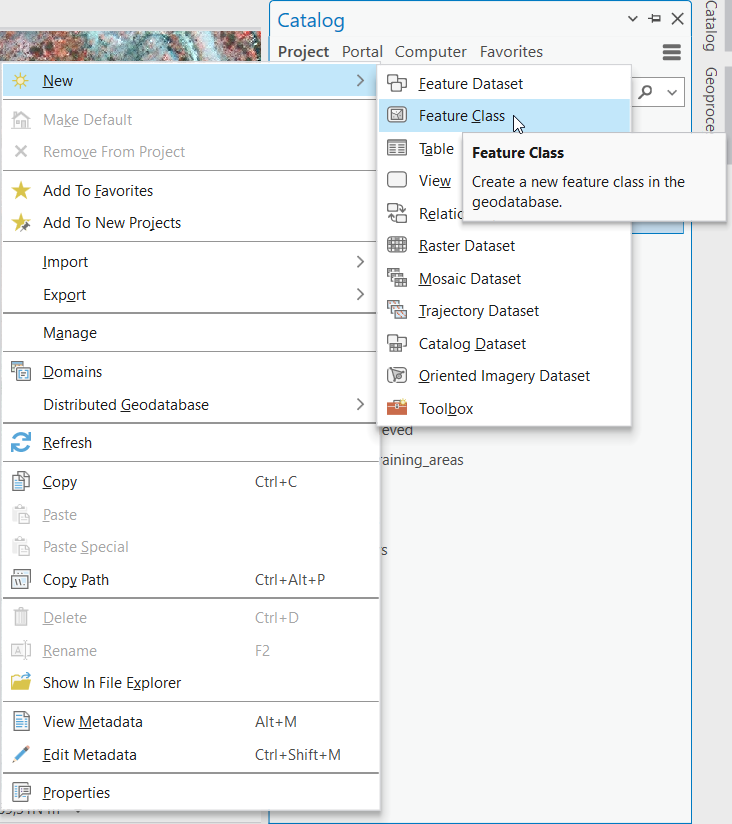 Catalog
Project Portal Computer Favorites
Catalog
Geoproce
New
Make Default
Remove From Project
Add To Favorites
Add To New Projects
Import
Export
Manage
Domains
Distributed Geodatabase
Refresh
Copy Ctrl+C
Paste
Paste Special
Copy Path Ctrl+Alt+P
Delete Ctrl+D
Rename F2
Show In File Explorer
View Metadata Alt+M
Edit Metadata Ctrl+Shift+M
Properties
Feature Dataset
Feature Class
Table
View
Relatio
Raster Dataset
Mosaic Dataset
Trajectory Dataset
Catalog Dataset
Oriented Imagery Dataset
Toolbox
Feature Class
Create a new feature class in the
geodatabase.
eved
raining_areas
s